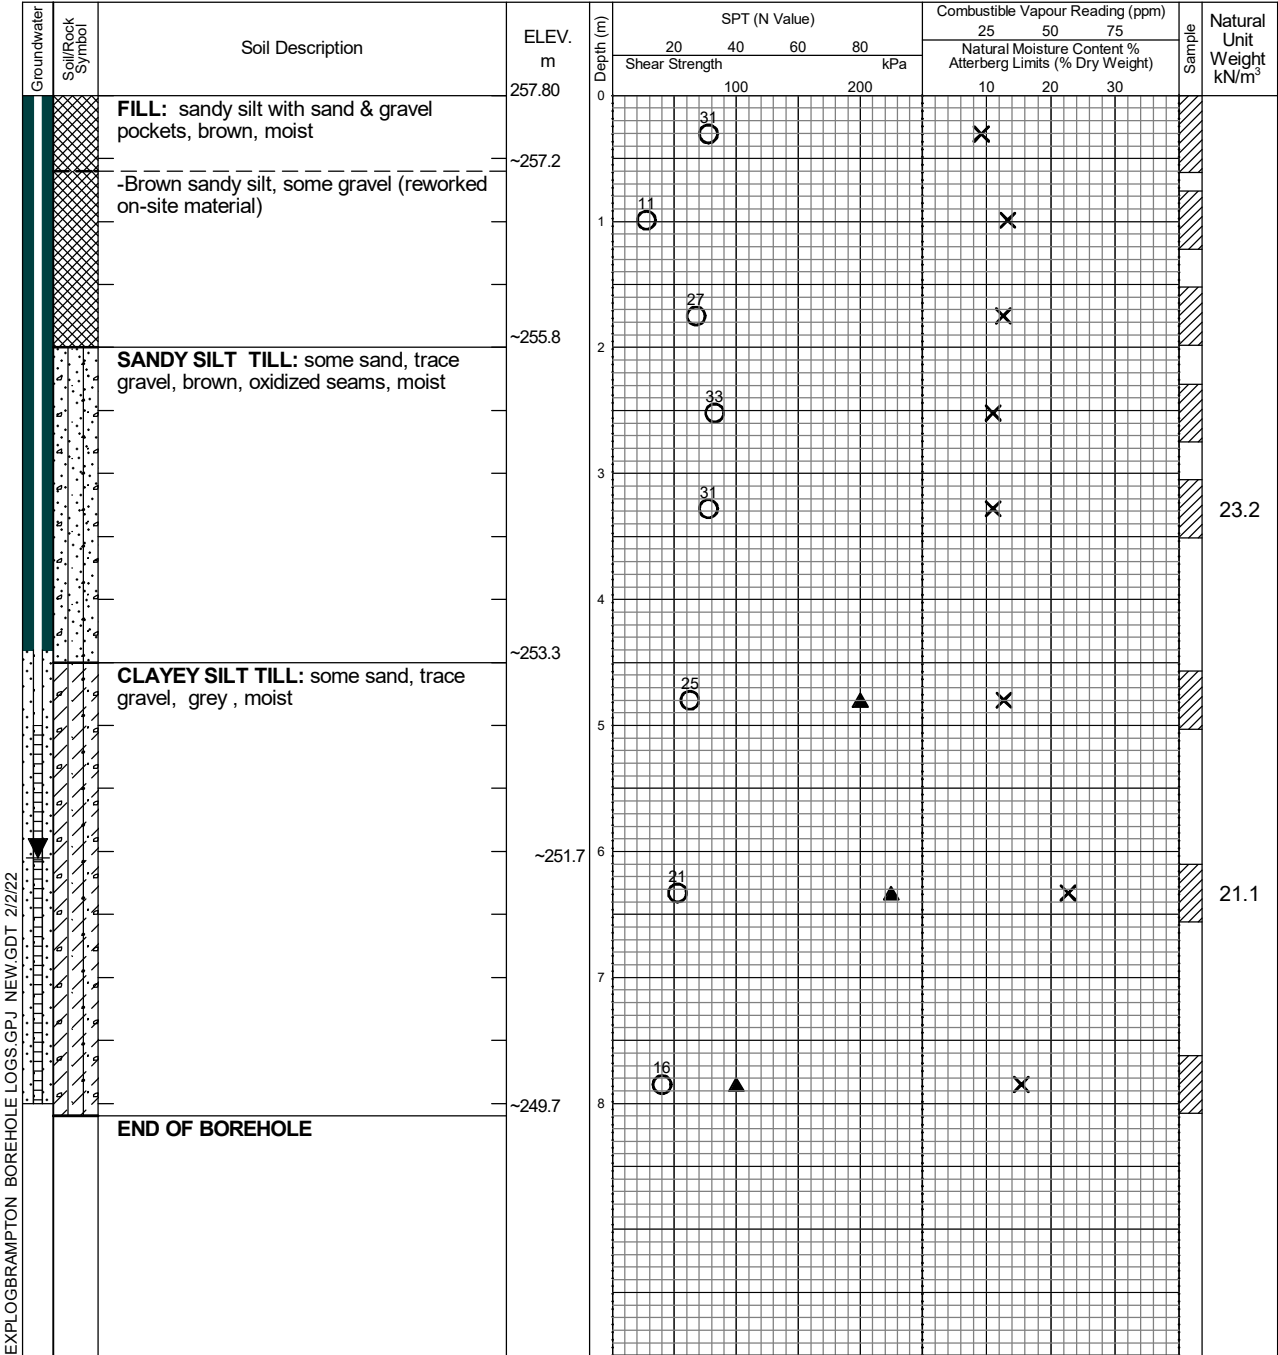 Groundwater
Soil/Rock
Symbol
Soil Description
ELEV.
m
Depth (m)
SPT (N Value)
20 40 60 80
Shear Strength kPa
100 200
Combustible Vapour Reading (ppm)
25 50 75
Natural Moisture Content %
Atterberg Limits (% Dry Weight)
10 20 30
Sample
Natural
Unit
Weight
kN/m³
257.80
0
FILL: sandy silt with sand & gravel
pockets, brown, moist
31
~257.2
-Brown sandy silt, some gravel (reworked
on-site material)
11
1
27
~255.8
2
SANDY SILT TILL: some sand, trace
gravel, brown, oxidized seams, moist
33
3
31
23.2
4
~253.3
CLAYEY SILT TILL: some sand, trace
gravel, grey , moist
25
5
~251.7
6
21
21.1
7
16
~249.7
8
END OF BOREHOLE
EXPLOGBRAMPTON BOREHOLE LOGS.GPJ NEW.GDT 2/2/22